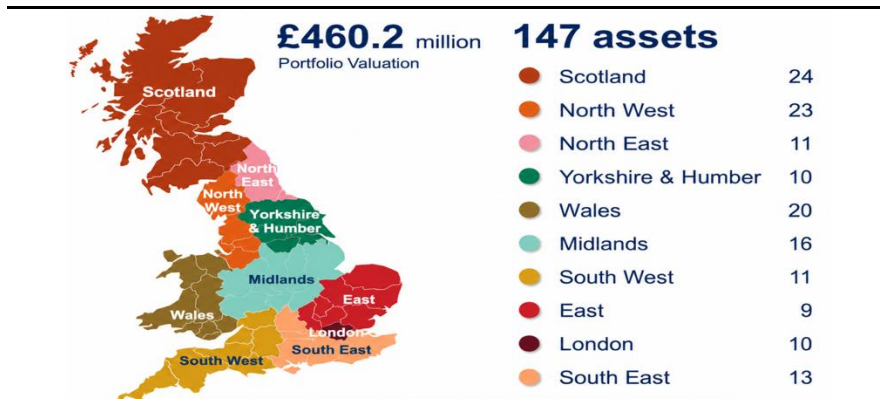 £460.2 million
Portfolio Valuation
147 assets
Scotland 24
North West 23
North East 11
Yorkshire & Humber 10
Wales 20
Midlands 16
South West 11
East 9
London 10
South East 13
Scotland
North
East
North
West
Yorkshire
& Humber
Midlands
East
Wales
London
South East
South West